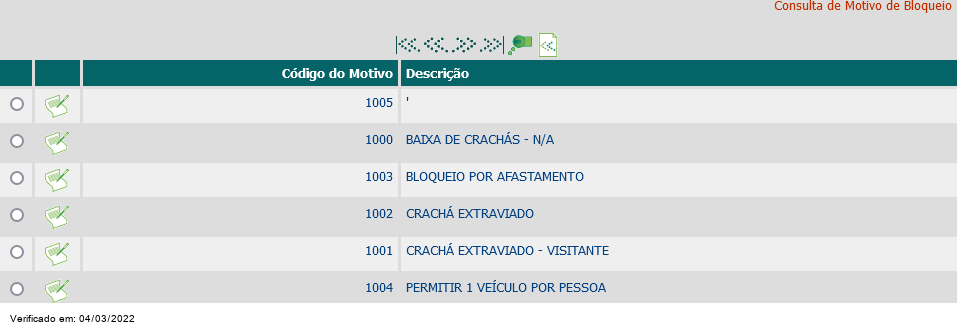 Consulta de Motivo de Bloqueio
Código do Motivo Descrição
1005 '
1000 BAIXA DE CRACHÁS - N/A
1003 BLOQUEIO POR AFASTAMENTO
1002 CRACHÁ EXTRAVIADO
1001 CRACHÁ EXTRAVIADO - VISITANTE
1004 PERMITIR 1 VEÍCULO POR PESSOA
Verificado em: 04/03/2022